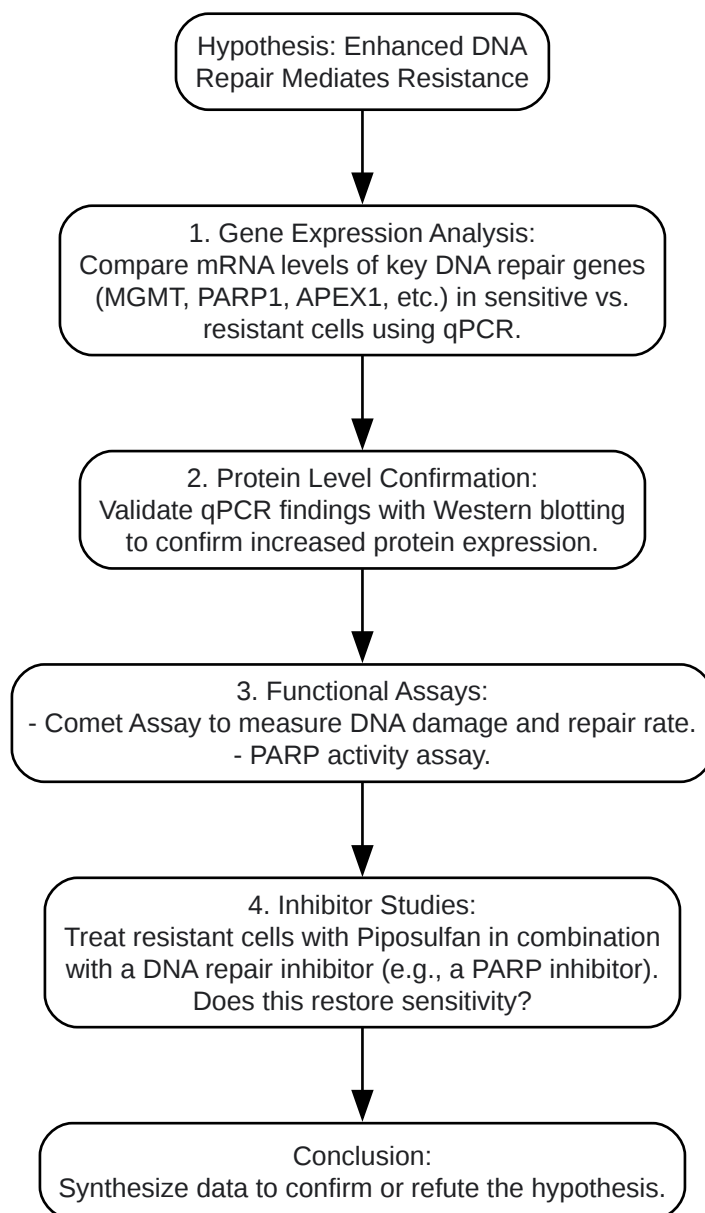 Hypothesis: Enhanced DNA
Repair Mediates Resistance
1. Gene Expression Analysis:
Compare mRNA levels of key DNA repair genes
(MGMT, PARP1, APEX1, etc.) in sensitive vs.
resistant cells using qPCR.
2. Protein Level Confirmation:
Validate qPCR findings with Western blotting
to confirm increased protein expression.
3. Functional Assays:
- Comet Assay to measure DNA damage and repair rate.
- PARP activity assay.
4. Inhibitor Studies:
Treat resistant cells with Piposulfan in combination
with a DNA repair inhibitor (e.g., a PARP inhibitor).
Does this restore sensitivity?
Conclusion:
Synthesize data to confirm or refute the hypothesis.